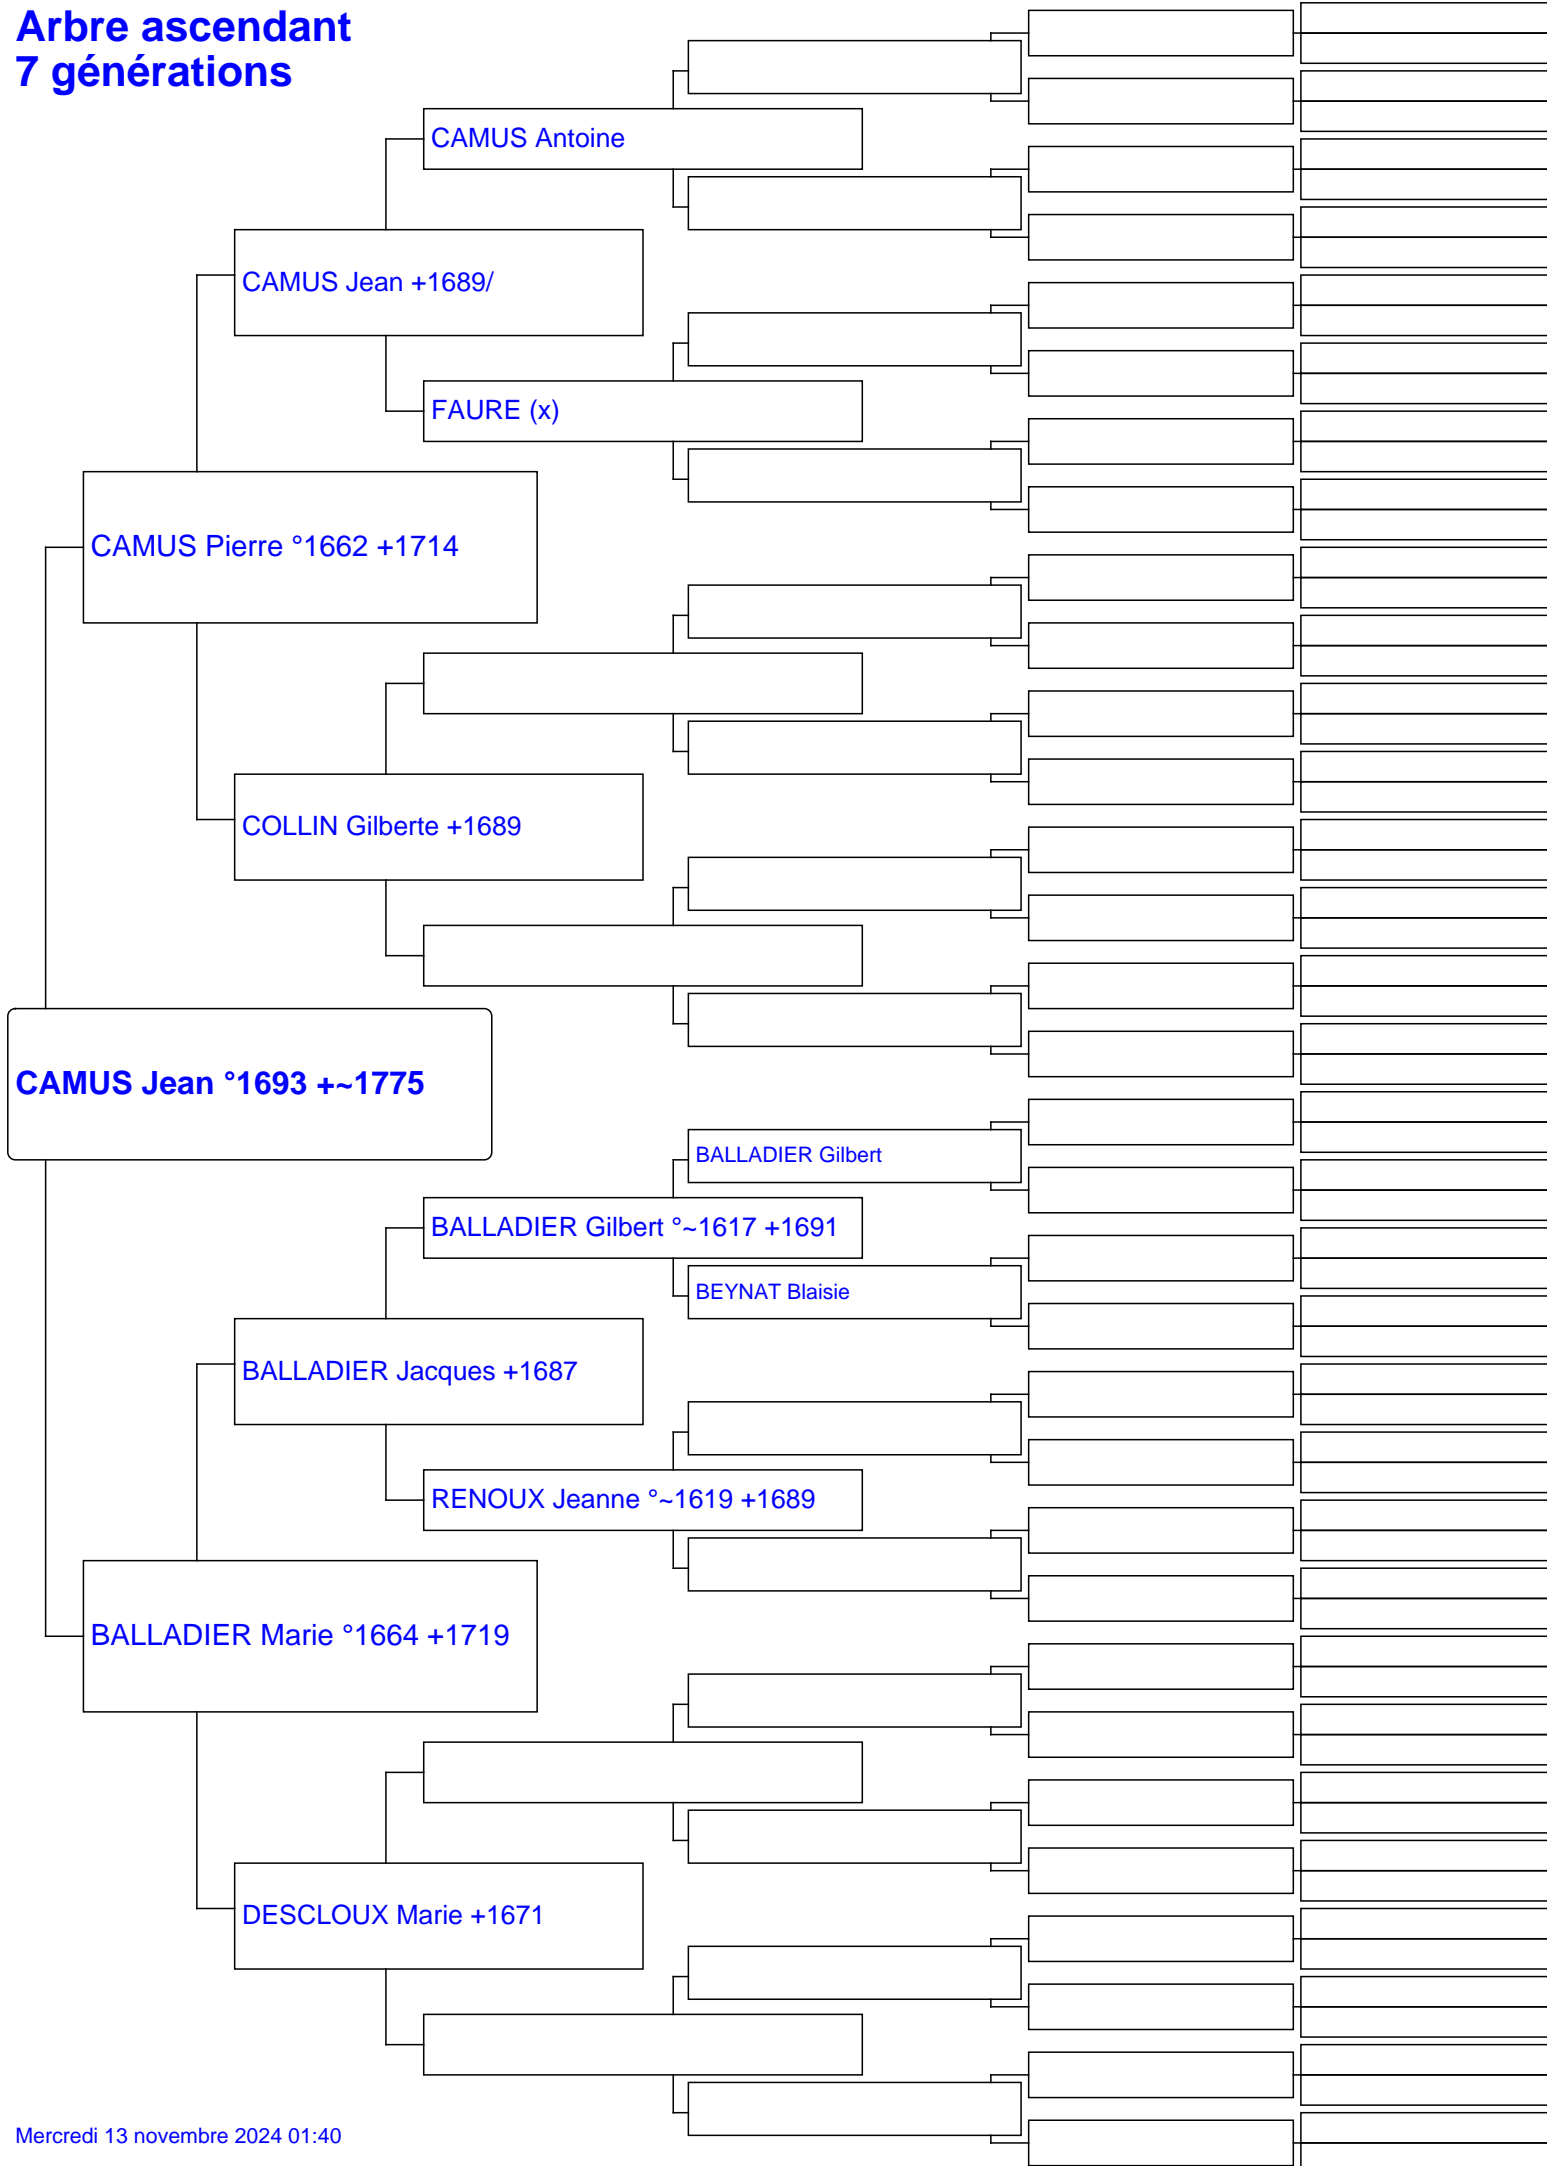 Arbre ascendant
7 générations
CAMUS Antoine
CAMUS Jean +1689/
FAURE (x)
CAMUS Pierre °1662 +1714
COLLIN Gilberte +1689
CAMUS Jean °1693 +~1775
BALLADIER Gilbert
BALLADIER Gilbert °~1617 +1691
BEYNAT Blaisie
BALLADIER Jacques +1687
RENOUX Jeanne °~1619 +1689
BALLADIER Marie °1664 +1719
DESCLOUX Marie +1671
Mercredi 13 novembre 2024 01:40